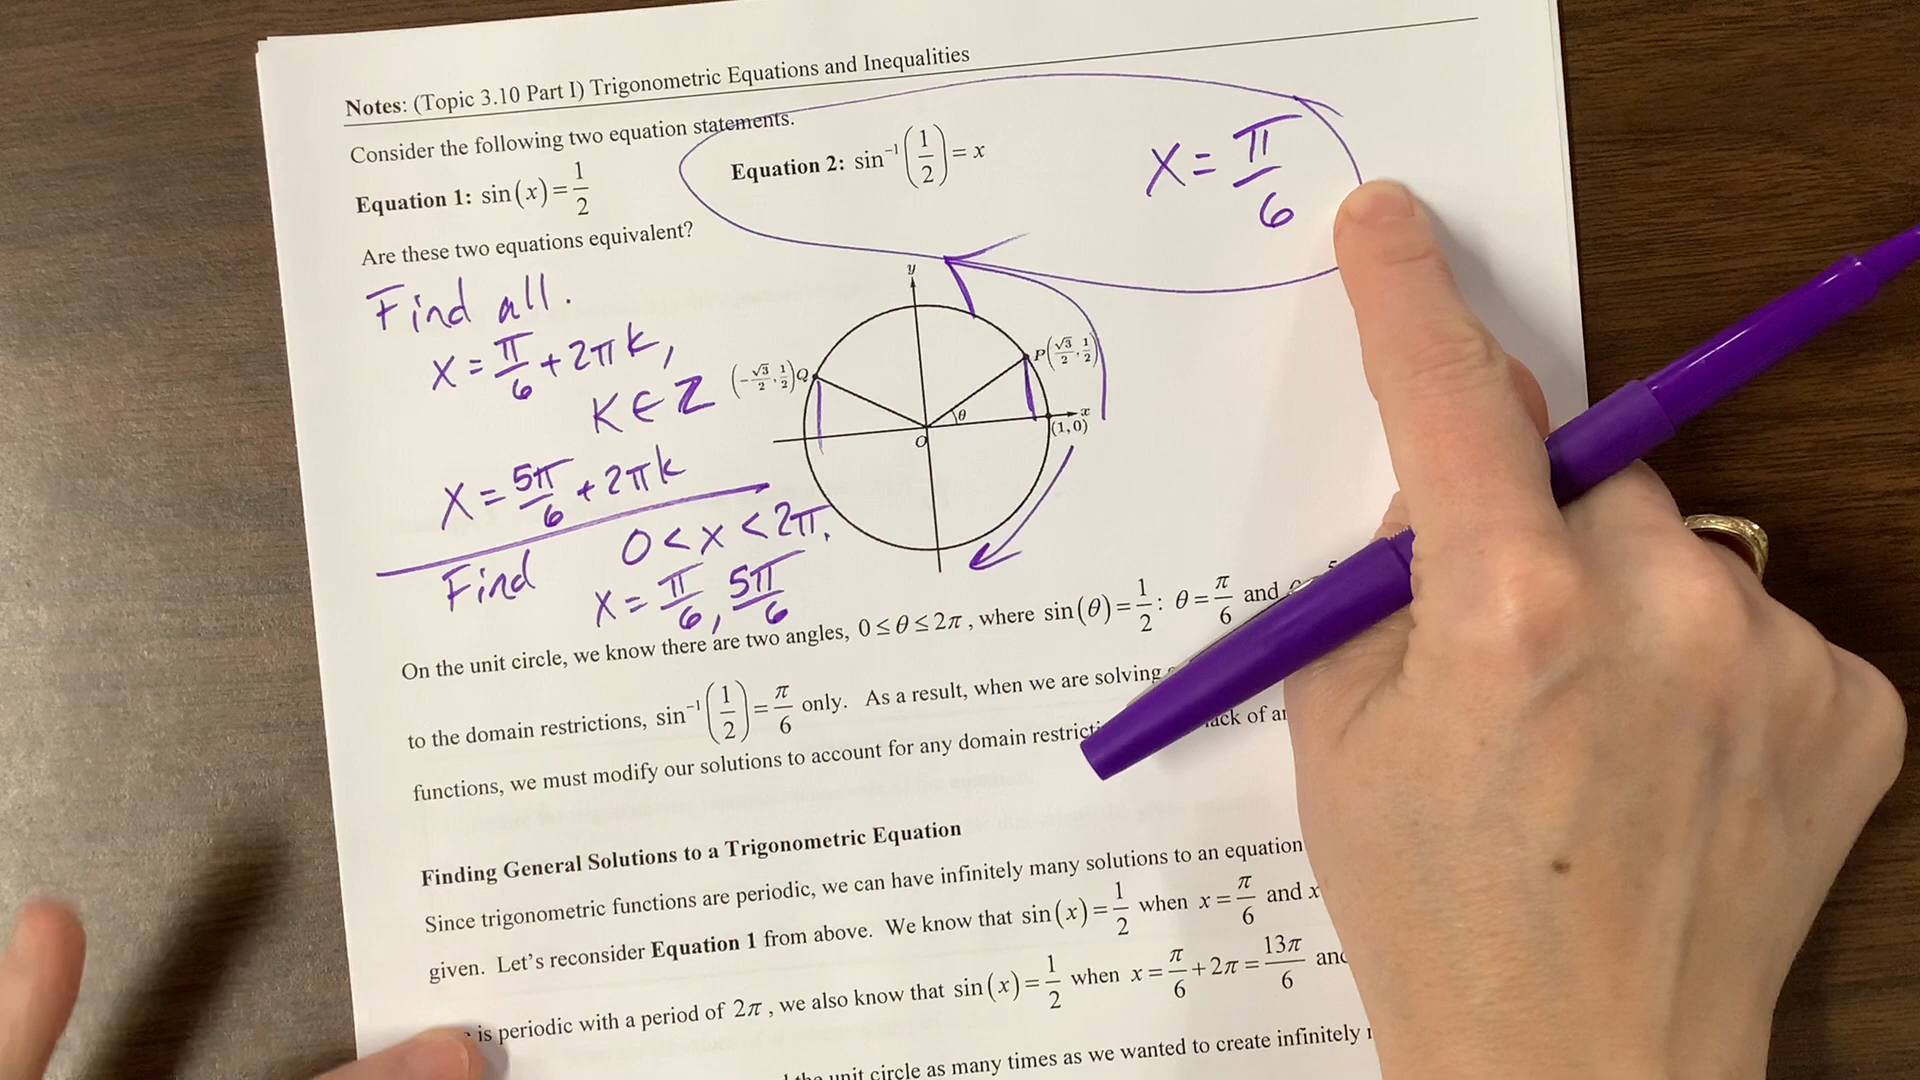 Notes: (Topic 3.10 Part I) Trigonometric Equations and Inequalities
Consider the following two equation statements.
Equation 1: sin(x) = 1/2
Equation 2: sin⁻¹(1/2) = x
x = π/6
Are these two equations equivalent?
Find all.
x = π/6 + 2πk,
K ∈ Z
x = 5π/6 + 2πk
Find 0 < x < 2π.
x = π/6, 5π/6
y
(-√3/2, 1/2) Q
P(√3/2, 1/2)
θ
x
O
(1, 0)
On the unit circle, we know there are two angles, 0 ≤ θ ≤ 2π, where sin(θ) = 1/2: θ = π/6 and
to the domain restrictions, sin⁻¹(1/2) = π/6 only. As a result, when we are solving
functions, we must modify our solutions to account for any domain restricti lack of
Finding General Solutions to a Trigonometric Equation
Since trigonometric functions are periodic, we can have infinitely many solutions to an equation
given. Let's reconsider Equation 1 from above. We know that sin(x) = 1/2 when x = π/6 and x
is periodic with a period of 2π, we also know that sin(x) = 1/2 when x = π/6 + 2π = 13π/6 and
the unit circle as many times as we wanted to create infinitely